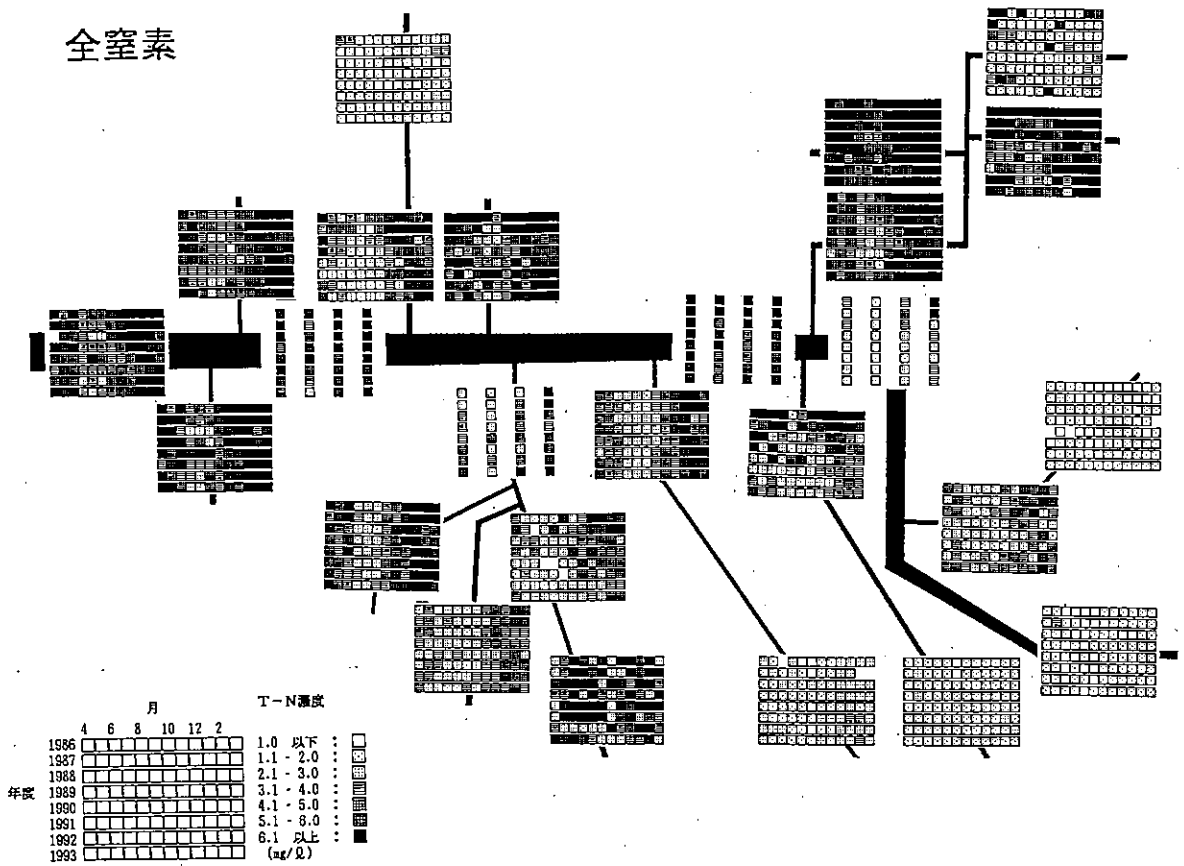 全窒素
月
T-N濃度
4 6 8 10 12 2
1986
1987
1988
1989
1990
1991
1992
1993
年度
1.0 以下 :
1.1 - 2.0 :
2.1 - 3.0 :
3.1 - 4.0 :
4.1 - 5.0 :
5.1 - 6.0 :
6.1 以上 :
(mg/ℓ)